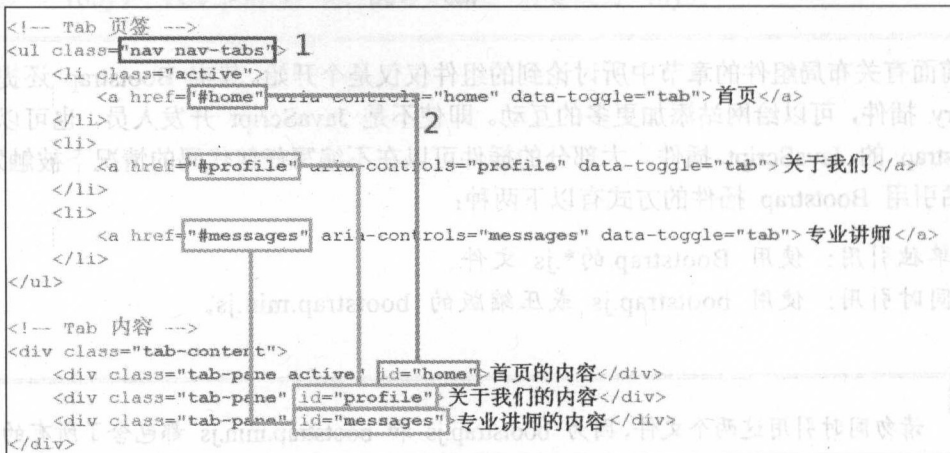 <!-- Tab 页签 -->
<ul class="nav nav-tabs"> 1
<li class="active">
<a href="#home" aria-controls="home" data-toggle="tab">首页</a>
2
</li>
<li>
<a href="#profile" aria-controls="profile" data-toggle="tab">关于我们</a>
</li>
<li>
<a href="#messages" aria-controls="messages" data-toggle="tab">专业讲师</a>
</li>
</ul>
<!-- Tab 内容 -->
<div class="tab-content">
<div class="tab-pane active" id="home">首页的内容</div>
<div class="tab-pane" id="profile">关于我们的内容</div>
<div class="tab-pane" id="messages">专业讲师的内容</div>
</div>